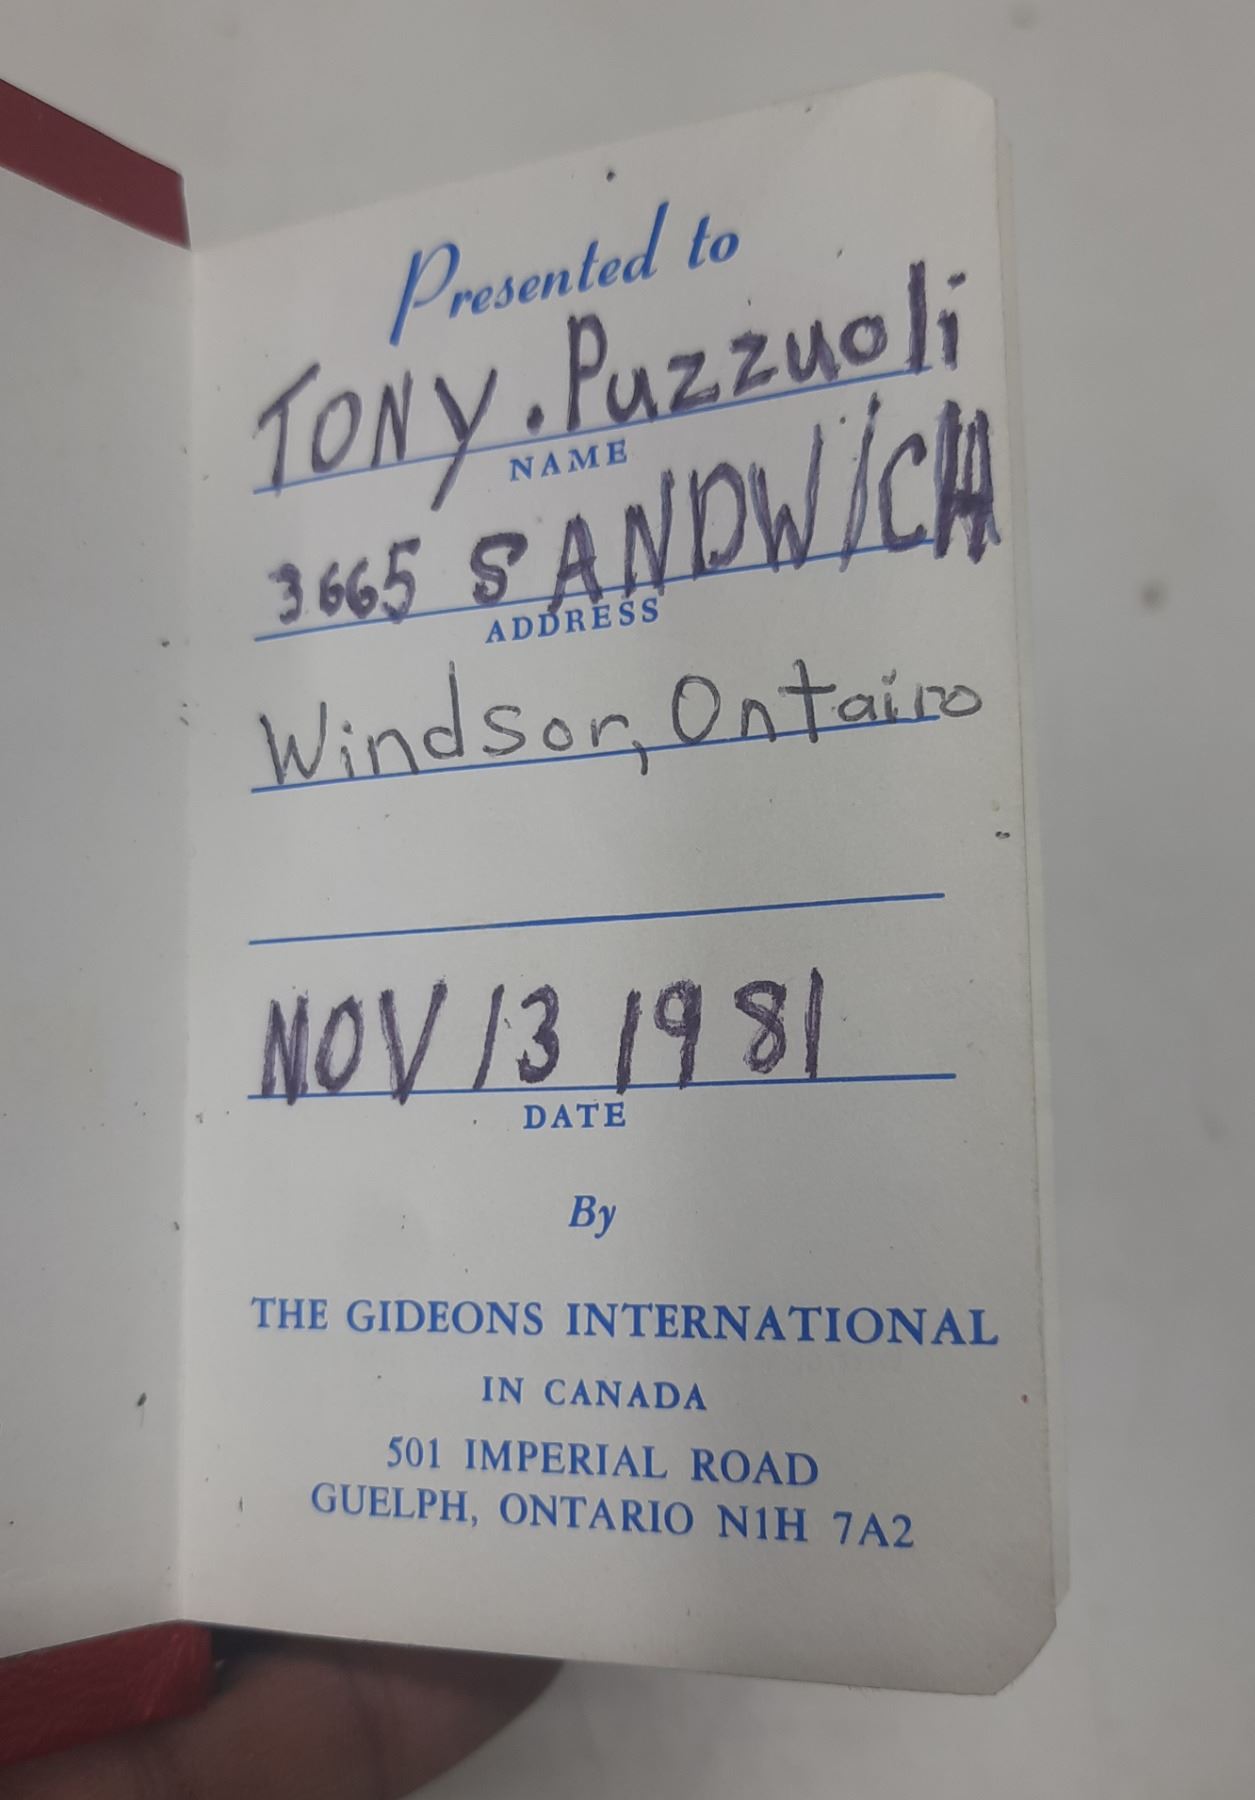 Presented to
TONY. Puzzuoli
NAME
3665 SANDWICH
ADDRESS
Windsor, Ontairo
NOV 13 1981
DATE
By
THE GIDEONS INTERNATIONAL
IN CANADA
501 IMPERIAL ROAD
GUELPH, ONTARIO N1H 7A2